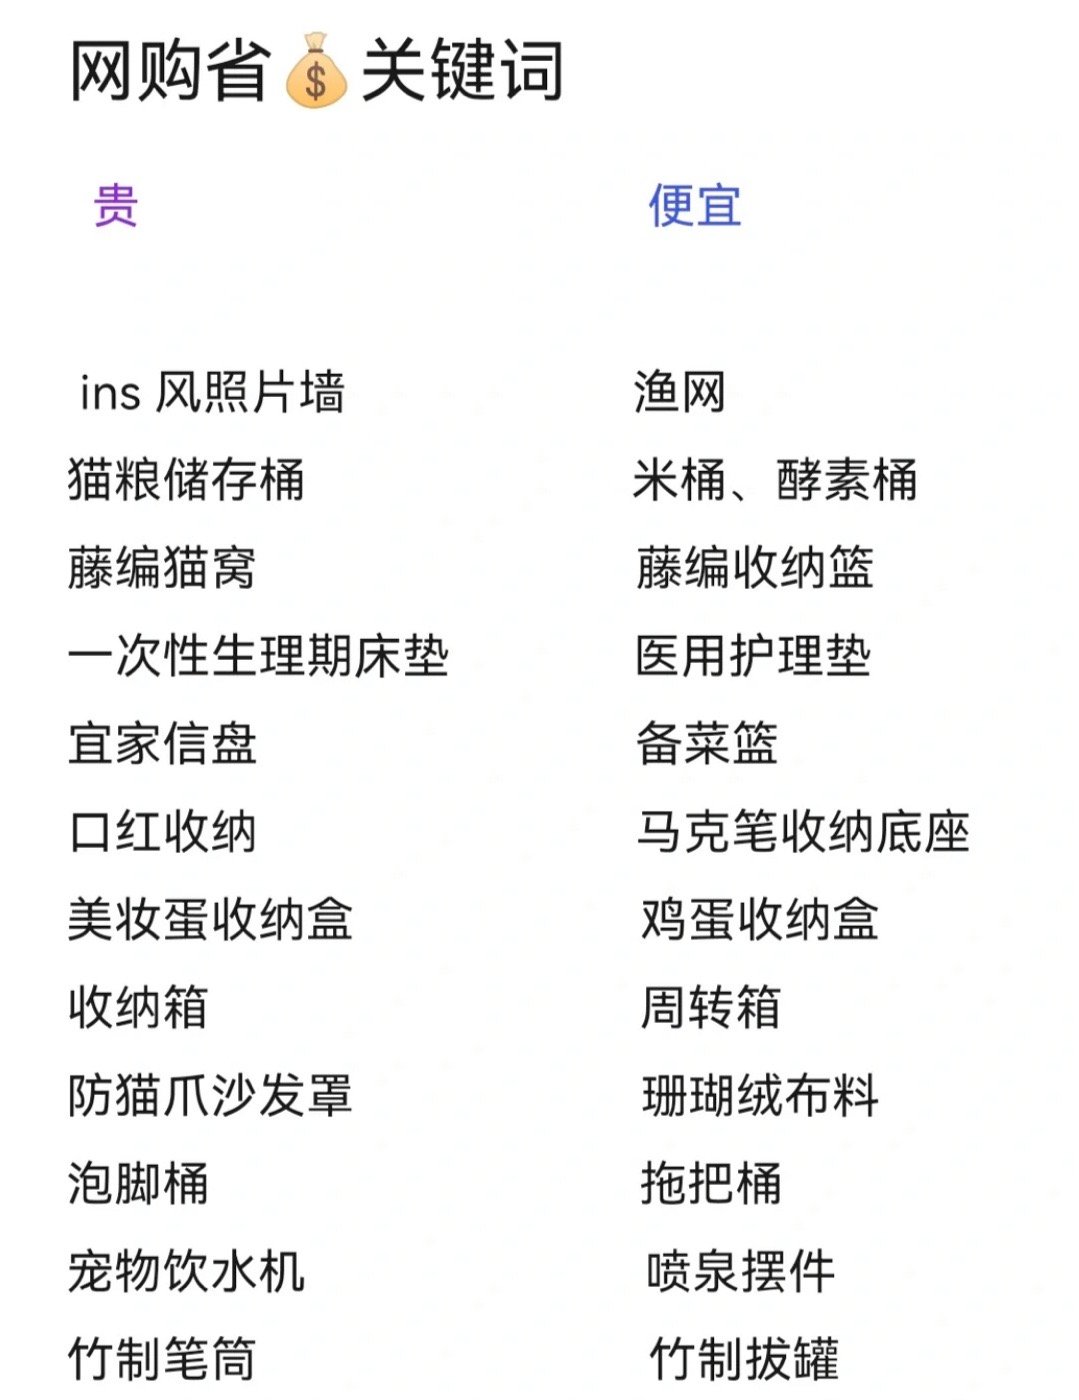 网购省💰关键词
贵 便宜
ins 风照片墙 渔网
猫粮储存桶 米桶、酵素桶
藤编猫窝 藤编收纳篮
一次性生理期床垫 医用护理垫
宜家信盘 备菜篮
口红收纳 马克笔收纳底座
美妆蛋收纳盒 鸡蛋收纳盒
收纳箱 周转箱
防猫爪沙发罩 珊瑚绒布料
泡脚桶 拖把桶
宠物饮水机 喷泉摆件
竹制笔筒 竹制拔罐